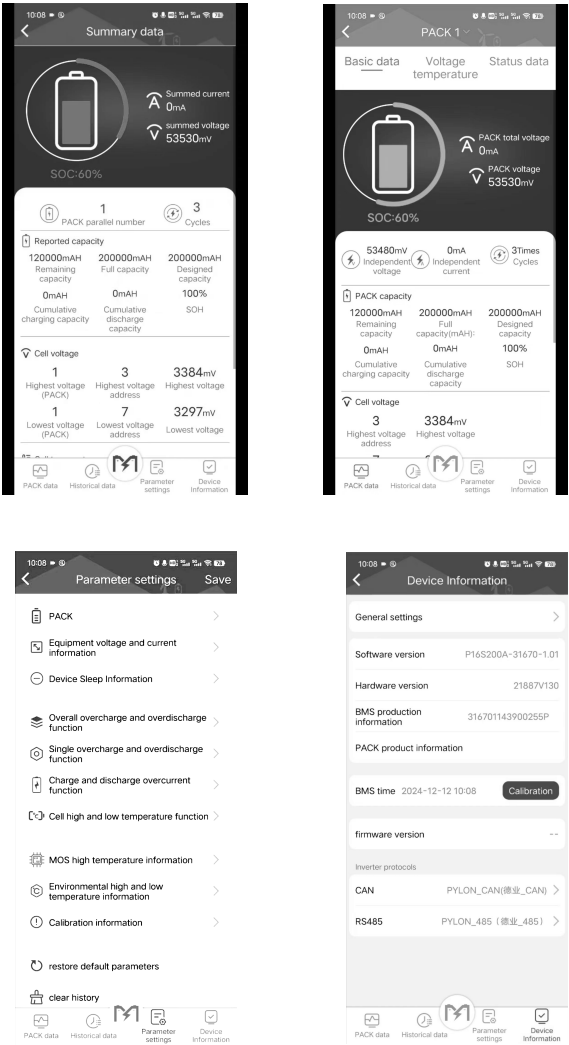 10:08
Summary data
Summed current
0mA
summed voltage
53530mV
SOC:60%
1
PACK parallel number
3
Cycles
Reported capacity
120000mAH
Remaining
capacity
200000mAH
Full capacity
200000mAH
Designed
capacity
0mAH
Cumulative
charging capacity
0mAH
Cumulative
discharge
capacity
100%
SOH
Cell voltage
1
Highest voltage
(PACK)
3
Highest voltage
address
3384mV
Highest voltage
1
Lowest voltage
(PACK)
7
Lowest voltage
address
3297mV
Lowest voltage
PACK data
Historical data
Parameter
settings
Device
Information
10:08
PACK 1
Basic data
Voltage
temperature
Status data
PACK total voltage
0mA
PACK voltage
53530mV
SOC:60%
53480mV
Independent
voltage
0mA
Independent
current
3Times
Cycles
PACK capacity
120000mAH
Remaining
capacity
200000mAH
Full
capacity(mAH):
200000mAH
Designed
capacity
0mAH
Cumulative
charging capacity
0mAH
Cumulative
discharge
capacity
100%
SOH
Cell voltage
3
Highest voltage
address
3384mV
Highest voltage
PACK data
Historical data
Parameter
settings
Device
Information
10:08
Parameter settings
Save
PACK
Equipment voltage and current
information
Device Sleep Information
Overall overcharge and overdischarge
function
Single overcharge and overdischarge
function
Charge and discharge overcurrent
function
Cell high and low temperature function
MOS high temperature information
Environmental high and low
temperature information
Calibration information
restore default parameters
clear history
PACK data
Historical data
Parameter
settings
Device
Information
10:08
Device Information
General settings
Software version P16S200A-31670-1.01
Hardware version 21887V130
BMS production
information
316701143900255P
PACK product information
BMS time 2024-12-12 10:08 Calibration
firmware version --
Inverter protocols
CAN PYLON_CAN(德业_CAN)
RS485 PYLON_485（德业_485）
PACK data
Historical data
Parameter
settings
Device
Information